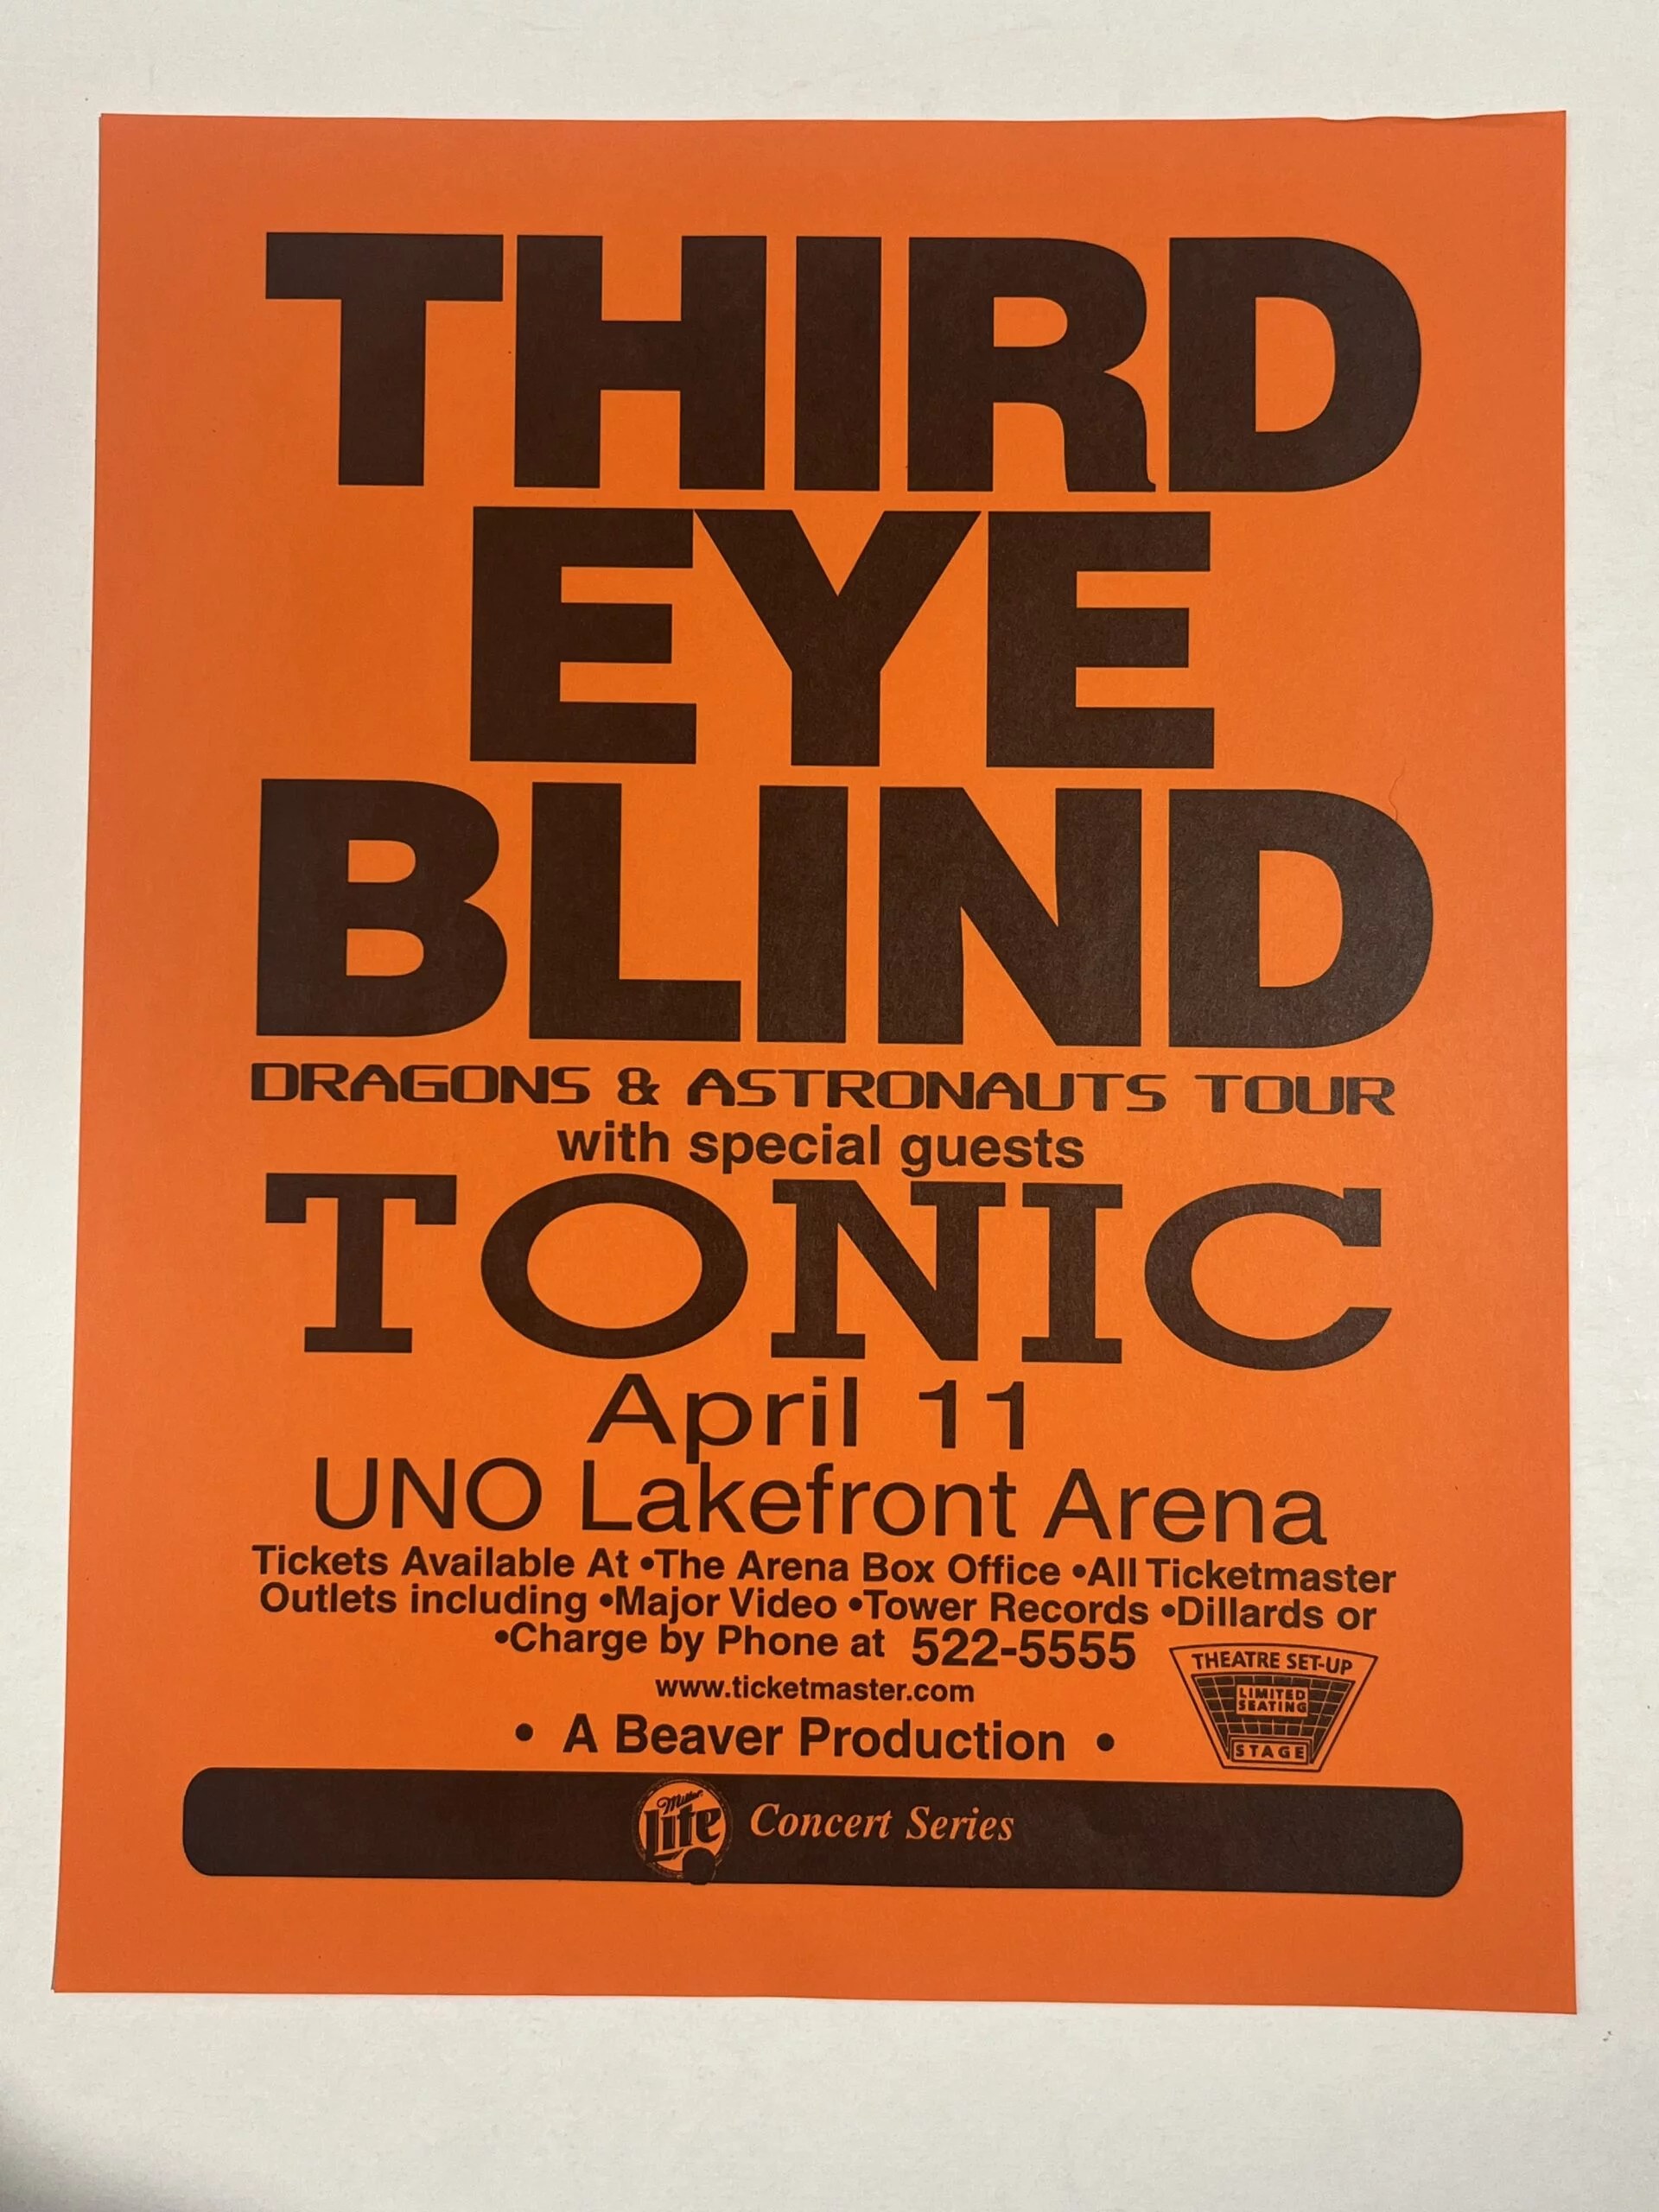 THIRD
EYE
BLIND
DRAGONS & ASTRONAUTS TOUR
with special guests
TONIC
April 11
UNO Lakefront Arena
Tickets Available At •The Arena Box Office •All Ticketmaster
Outlets including •Major Video •Tower Records •Dillards or
•Charge by Phone at 522-5555
www.ticketmaster.com
• A Beaver Production •
THEATRE SET-UP
LIMITED
SEATING
STAGE
Miller
Lite Concert Series